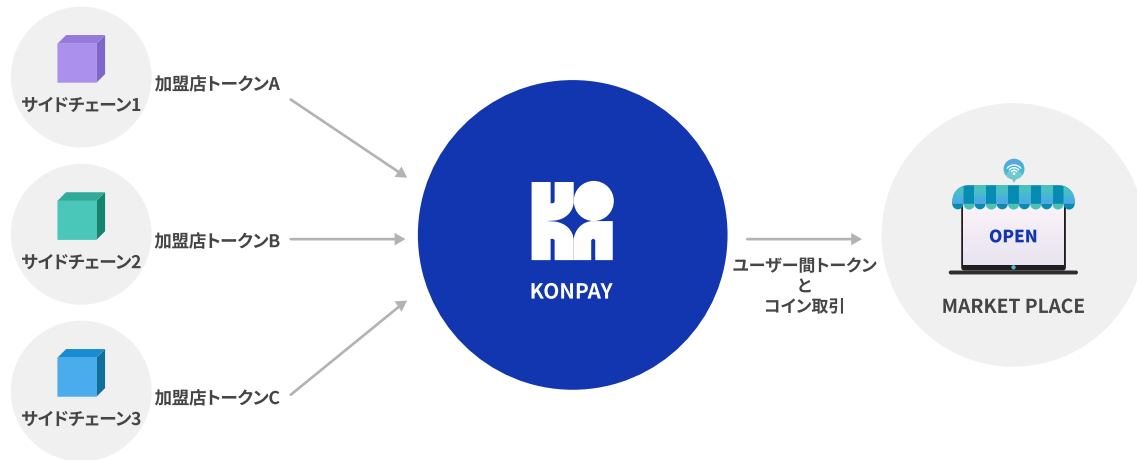 サイドチェーン1
加盟店トークンA
サイドチェーン2
加盟店トークンB
サイドチェーン3
加盟店トークンC
KONPAY
ユーザー間トークン
と
コイン取引
OPEN
MARKET PLACE